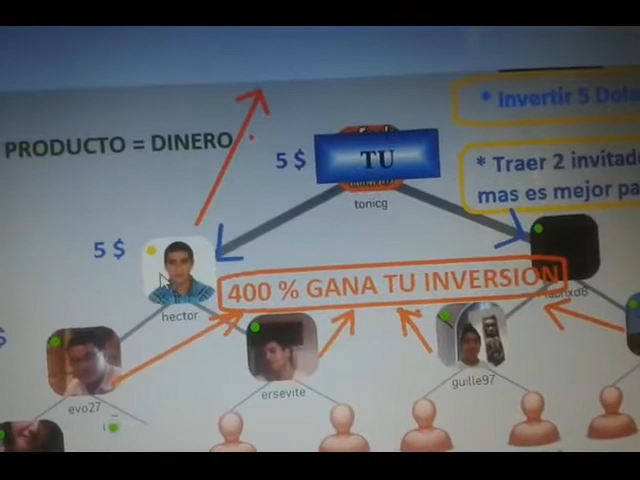 * Invertir 5 Dola
PRODUCTO = DINERO
5 $
TU
* Traer 2 invitad
mas es mejor pa
tonicg
5 $
400 % GANA TU INVERSION
hector
guille97
ersevite
evo27